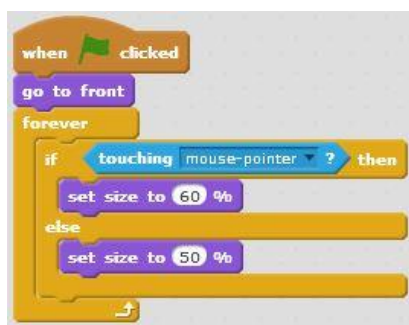 when clicked
go to front
forever
if touching mouse-pointer ? then
set size to 60 %
else
set size to 50 %